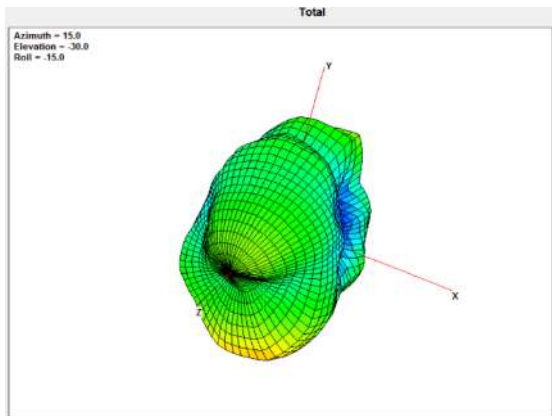 Total
Azimuth = 15.0
Elevation = -30.0
Roll = -15.0
Y
X
Z